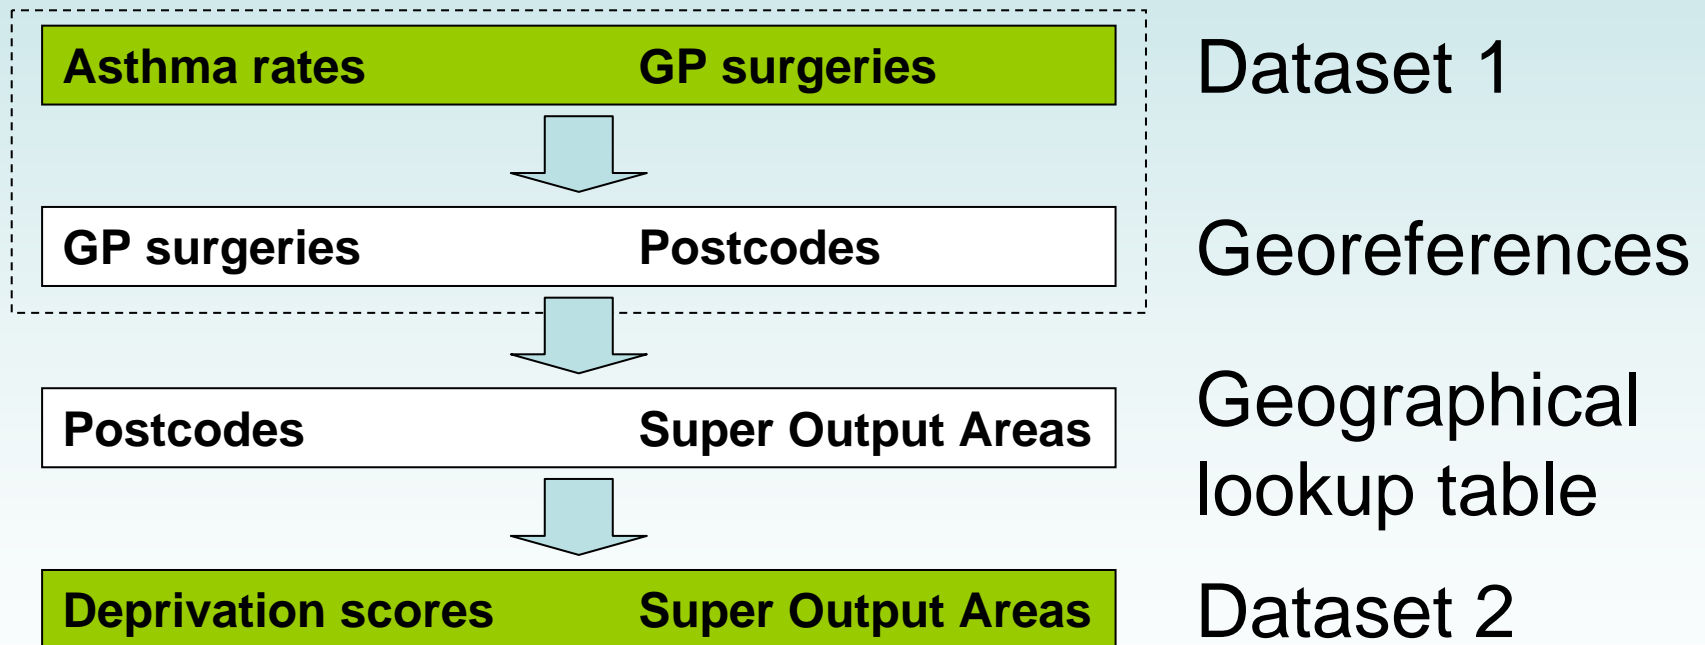 Asthma rates GP surgeries Dataset 1
GP surgeries Postcodes Georeferences
Postcodes Super Output Areas Geographical
lookup table
Deprivation scores Super Output Areas Dataset 2